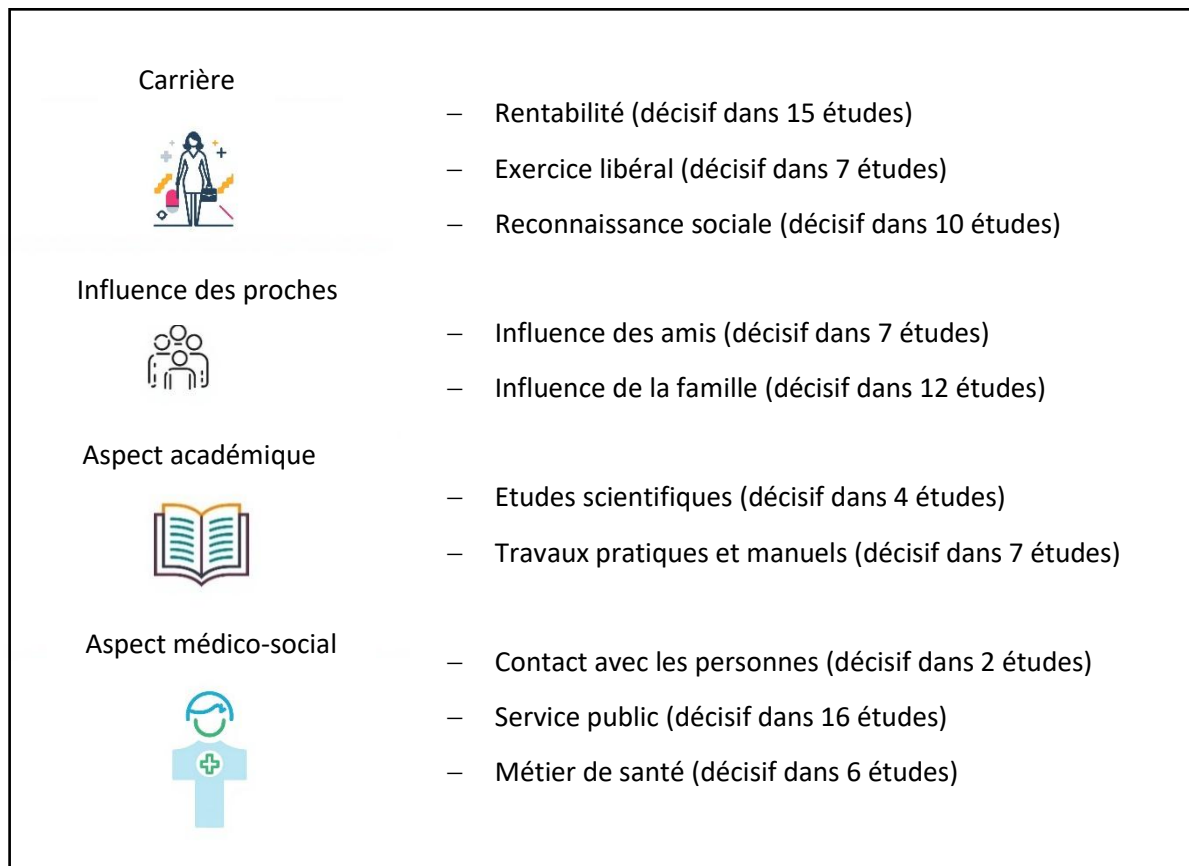 Carrière
– Rentabilité (décisif dans 15 études)
– Exercice libéral (décisif dans 7 études)
– Reconnaissance sociale (décisif dans 10 études)
Influence des proches
– Influence des amis (décisif dans 7 études)
– Influence de la famille (décisif dans 12 études)
Aspect académique
– Etudes scientifiques (décisif dans 4 études)
– Travaux pratiques et manuels (décisif dans 7 études)
Aspect médico-social
– Contact avec les personnes (décisif dans 2 études)
– Service public (décisif dans 16 études)
– Métier de santé (décisif dans 6 études)